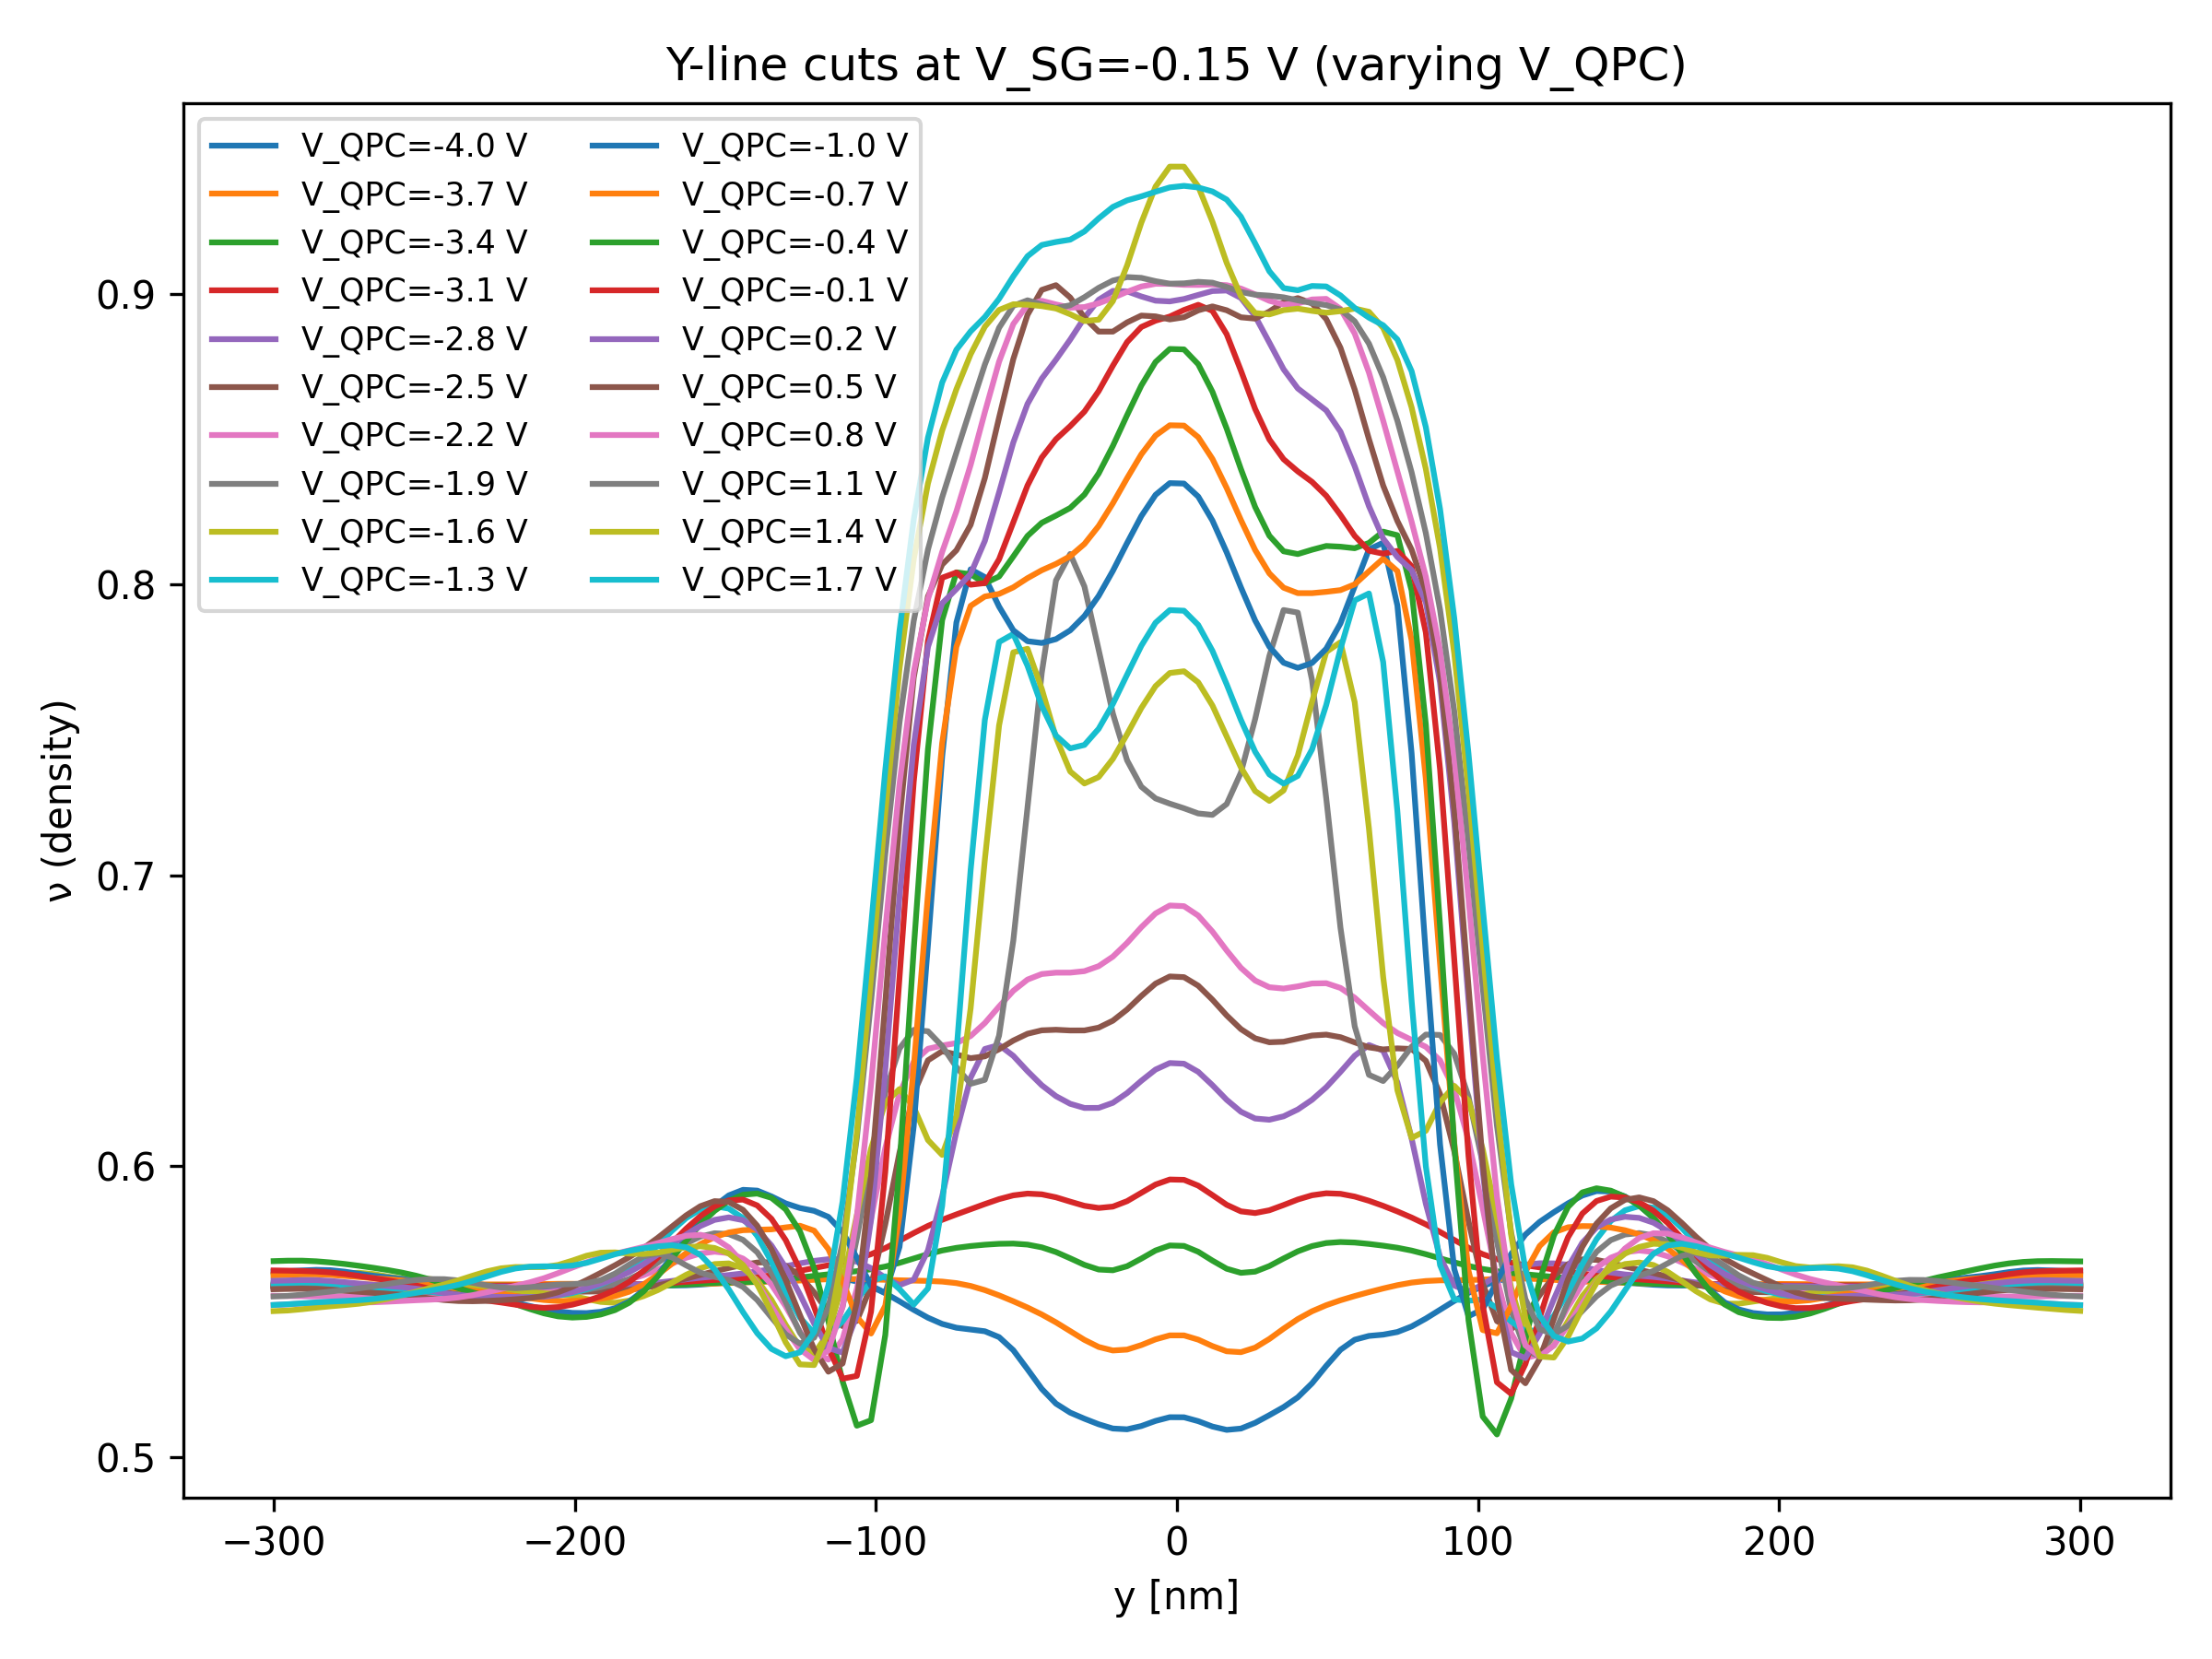 Y-line cuts at V_SG=-0.15 V (varying V_QPC)
V_QPC=-4.0 V
V_QPC=-3.7 V
V_QPC=-3.4 V
V_QPC=-3.1 V
V_QPC=-2.8 V
V_QPC=-2.5 V
V_QPC=-2.2 V
V_QPC=-1.9 V
V_QPC=-1.6 V
V_QPC=-1.3 V
V_QPC=-1.0 V
V_QPC=-0.7 V
V_QPC=-0.4 V
V_QPC=-0.1 V
V_QPC=0.2 V
V_QPC=0.5 V
V_QPC=0.8 V
V_QPC=1.1 V
V_QPC=1.4 V
V_QPC=1.7 V
ν (density)
0.9
0.8
0.7
0.6
0.5
−300 −200 −100 0 100 200 300
y [nm]